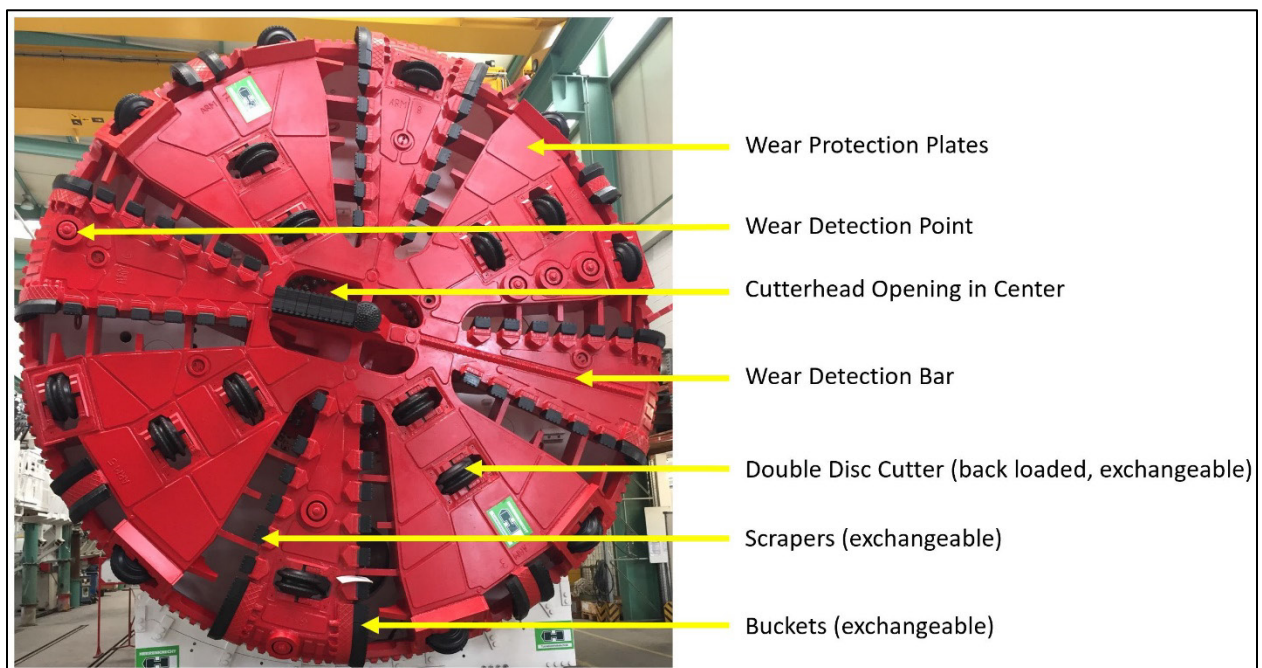 Wear Protection Plates
Wear Detection Point
Cutterhead Opening in Center
Wear Detection Bar
Double Disc Cutter (back loaded, exchangeable)
Scrapers (exchangeable)
Buckets (exchangeable)